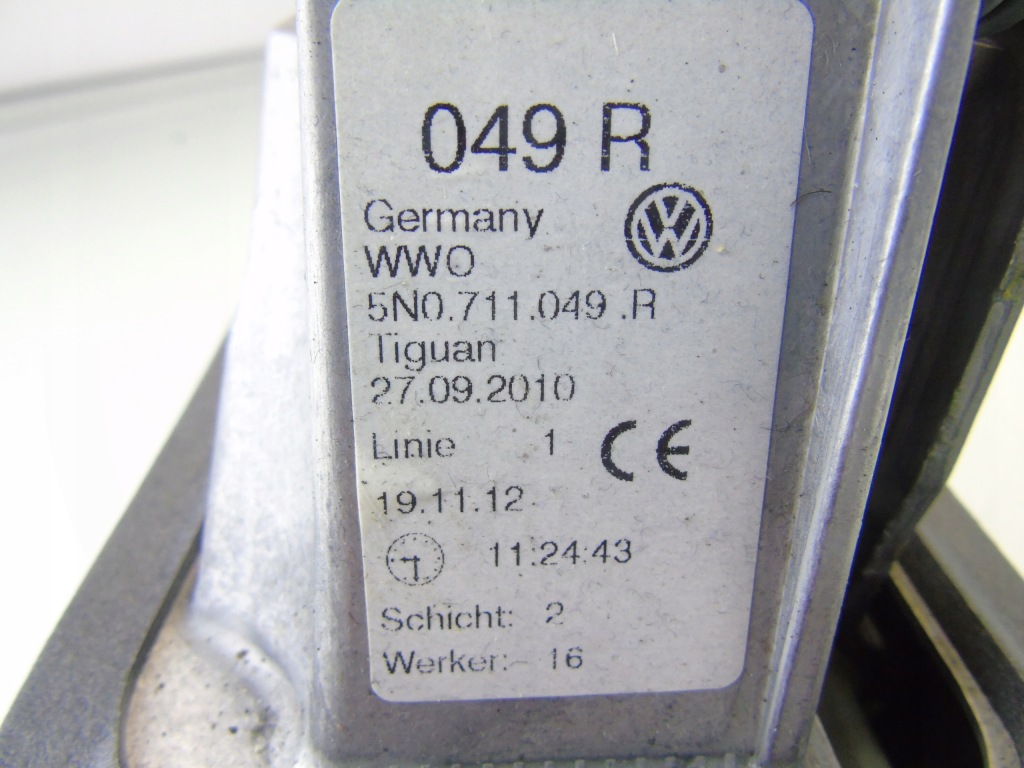 049 R
Germany
WWO
5N0.711.049 .R
Tiguan
27.09.2010
Linie 1 CE
19.11.12
11:24:43
Schicht: 2
Werker: 16